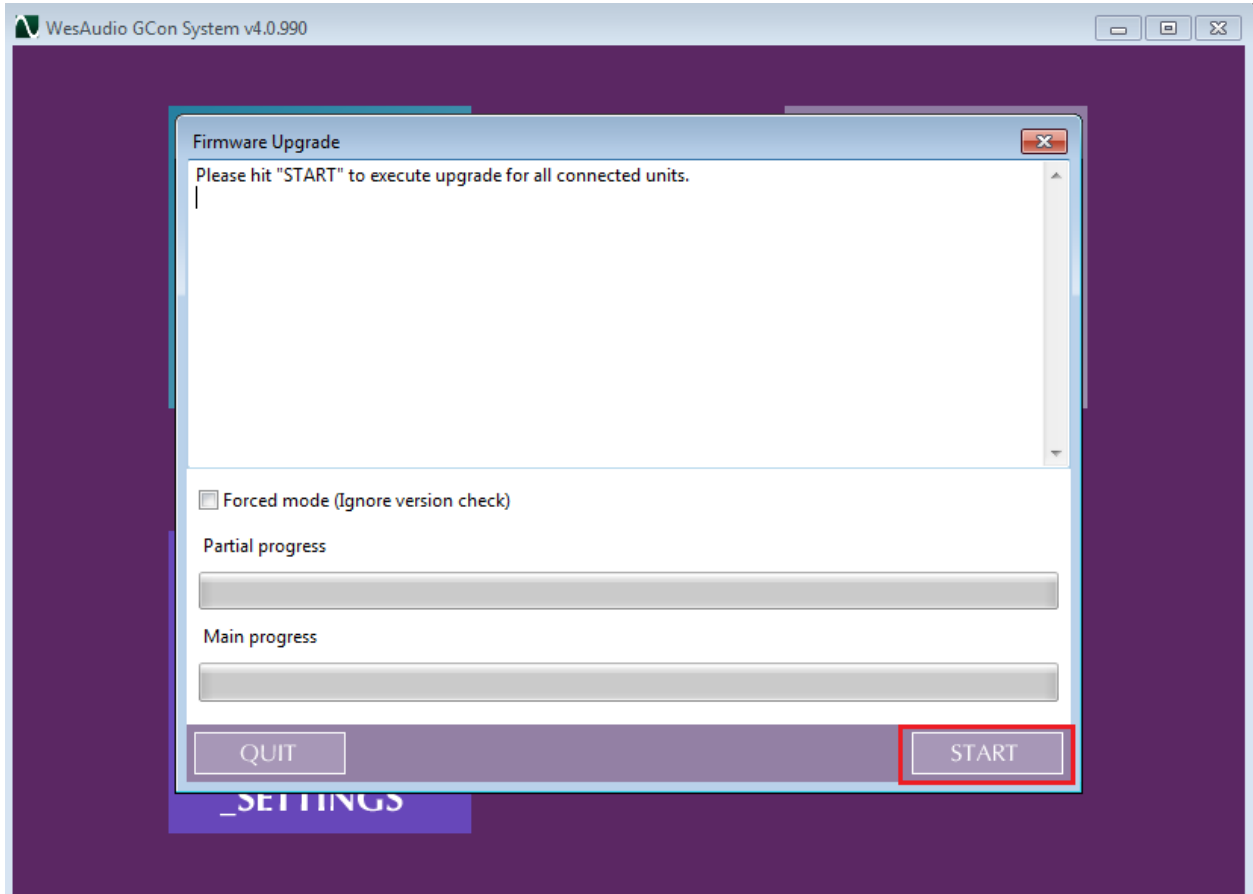 WesAudio GCon System v4.0.990
Firmware Upgrade
Please hit "START" to execute upgrade for all connected units.
Forced mode (Ignore version check)
Partial progress
Main progress
QUIT
START
_SETTINGS